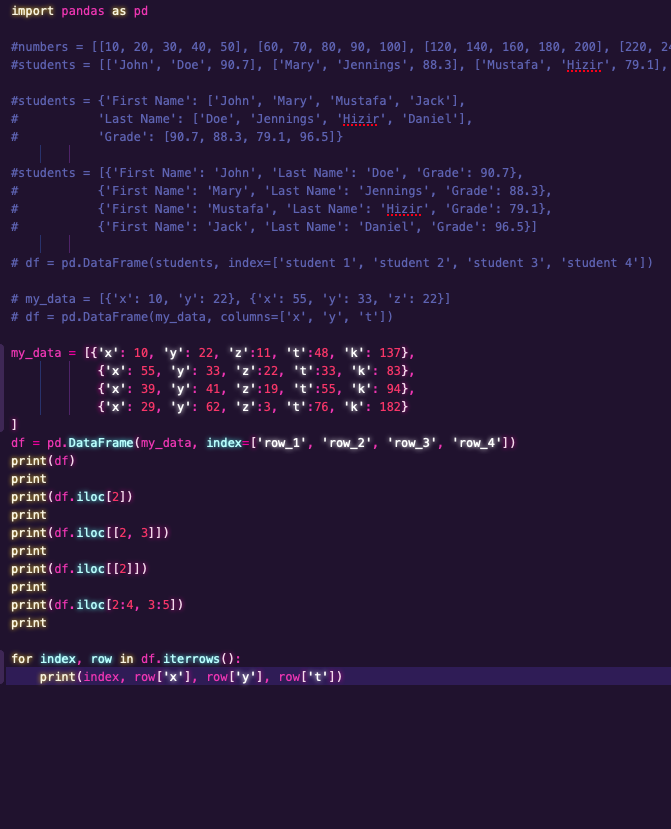 import pandas as pd
#numbers = [[10, 20, 30, 40, 50], [60, 70, 80, 90, 100], [120, 140, 160, 180, 200], [220,
#students = [['John', 'Doe', 90.7], ['Mary', 'Jennings', 88.3], ['Mustafa', 'Hizir', 79.1],
#students = {'First Name': ['John', 'Mary', 'Mustafa', 'Jack'],
#           'Last Name': ['Doe', 'Jennings', 'Hizir', 'Daniel'],
#           'Grade': [90.7, 88.3, 79.1, 96.5]}
#students = [{'First Name': 'John', 'Last Name': 'Doe', 'Grade': 90.7},
#           {'First Name': 'Mary', 'Last Name': 'Jennings', 'Grade': 88.3},
#           {'First Name': 'Mustafa', 'Last Name': 'Hizir', 'Grade': 79.1},
#           {'First Name': 'Jack', 'Last Name': 'Daniel', 'Grade': 96.5}]
# df = pd.DataFrame(students, index=['student 1', 'student 2', 'student 3', 'student 4'])
# my_data = [{'x': 10, 'y': 22}, {'x': 55, 'y': 33, 'z': 22}]
# df = pd.DataFrame(my_data, columns=['x', 'y', 't'])
my_data = [{'x': 10, 'y': 22, 'z':11, 't':48, 'k': 137},
            {'x': 55, 'y': 33, 'z':22, 't':33, 'k': 83},
            {'x': 39, 'y': 41, 'z':19, 't':55, 'k': 94},
            {'x': 29, 'y': 62, 'z':3, 't':76, 'k': 182}
]
df = pd.DataFrame(my_data, index=['row_1', 'row_2', 'row_3', 'row_4'])
print(df)
print
print(df.iloc[2])
print
print(df.iloc[[2, 3]])
print
print(df.iloc[[2]])
print
print(df.iloc[2:4, 3:5])
print
for index, row in df.iterrows():
    print(index, row['x'], row['y'], row['t'])